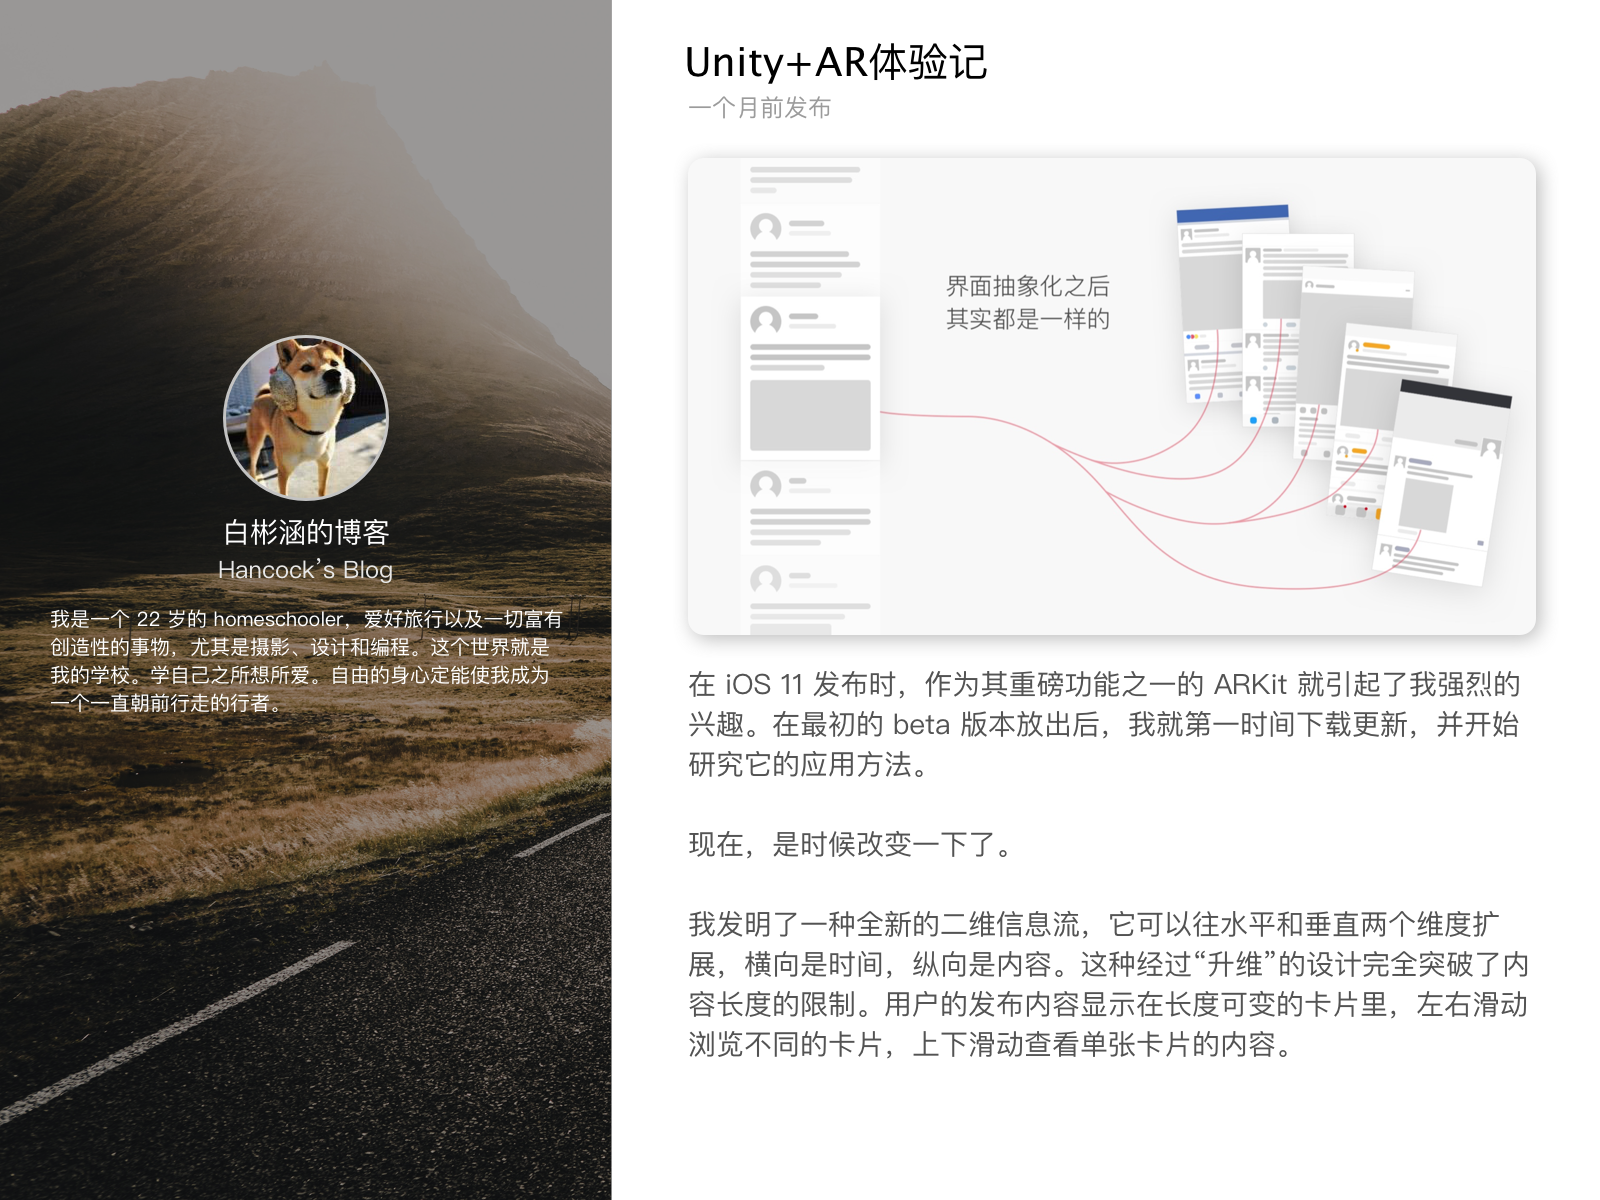 白彬涵的博客
Hancock’s Blog
我是一个 22 岁的 homeschooler，爱好旅行以及一切富有
创造性的事物，尤其是摄影、设计和编程。这个世界就是
我的学校。学自己之所想所爱。自由的身心定能使我成为
一个一直朝前行走的行者。
Unity+AR体验记
一个月前发布
界面抽象化之后
其实都是一样的
在 iOS 11 发布时，作为其重磅功能之一的 ARKit 就引起了我强烈的
兴趣。在最初的 beta 版本放出后，我就第一时间下载更新，并开始
研究它的应用方法。
现在，是时候改变一下了。
我发明了一种全新的二维信息流，它可以往水平和垂直两个维度扩
展，横向是时间，纵向是内容。这种经过“升维”的设计完全突破了内
容长度的限制。用户的发布内容显示在长度可变的卡片里，左右滑动
浏览不同的卡片，上下滑动查看单张卡片的内容。